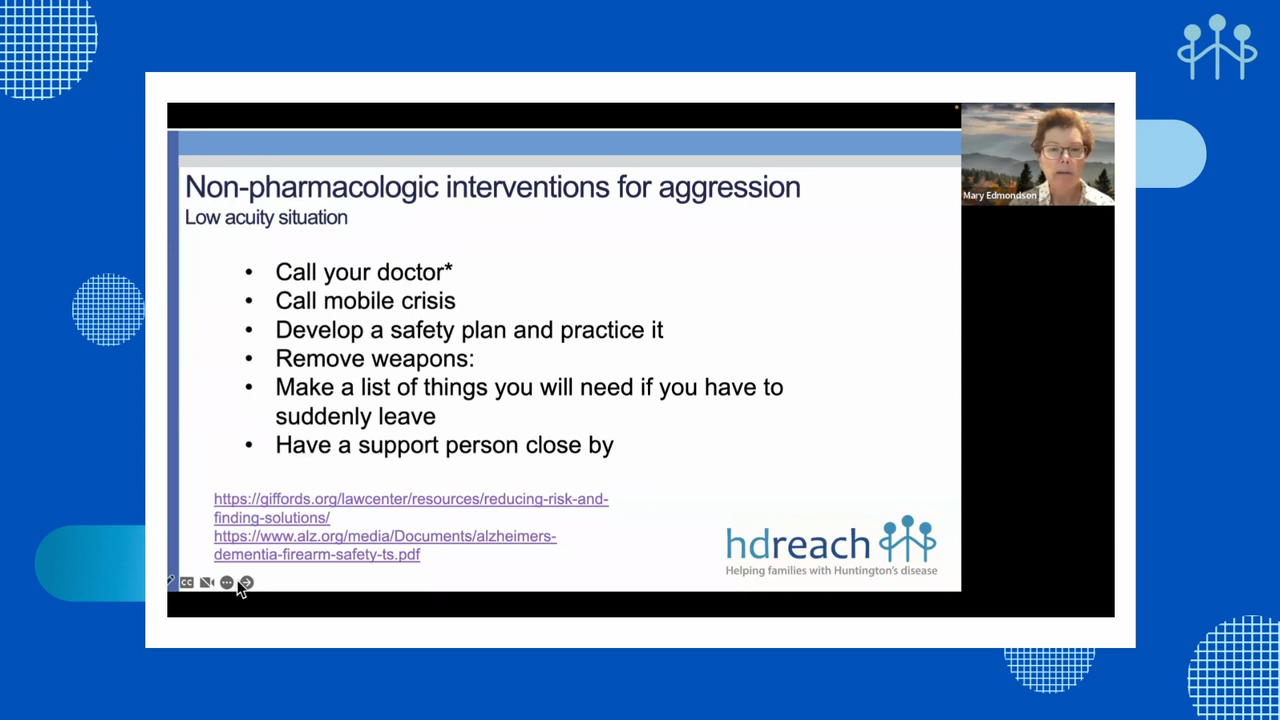 Non-pharmacologic interventions for aggression
Low acuity situation
• Call your doctor*
• Call mobile crisis
• Develop a safety plan and practice it
• Remove weapons:
• Make a list of things you will need if you have to
suddenly leave
• Have a support person close by
https://giffords.org/lawcenter/resources/reducing-risk-and-
finding-solutions/
https://www.alz.org/media/Documents/alzheimers-
dementia-firearm-safety-ts.pdf
hdreach
Helping families with Huntington's disease
CC
Mary Edmondson